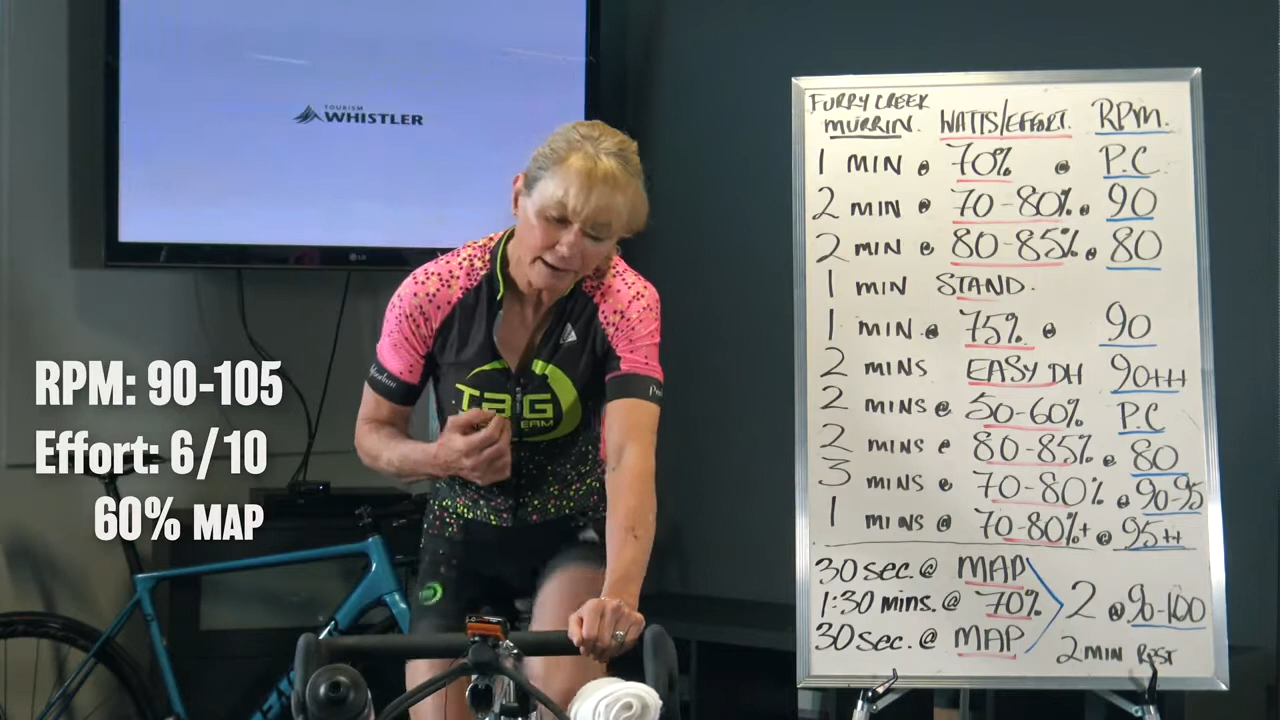 TOURISM
WHISTLER
LG
RPM: 90-105
Effort: 6/10
60% MAP
TBG
FURRY CREEK
MURRIN. WATTS/EFFORT. RPM.
1 MIN @ 70% @ P.C
2 MIN @ 70-80% @ 90
2 MIN @ 80-85% @ 80
1 MIN STAND.
1 MIN. @ 75% @ 90
2 MINS EASY DH 90+++
2 MINS @ 50-60% P.C
2 MINS @ 80-85% @ 80
3 MINS @ 70-80% @ 90-95
1 MINS @ 70-80%+ @ 95++
30 sec. @ MAP
1:30 mins. @ 70% 2 @ 90-100
30 sec. @ MAP
2 MIN REST